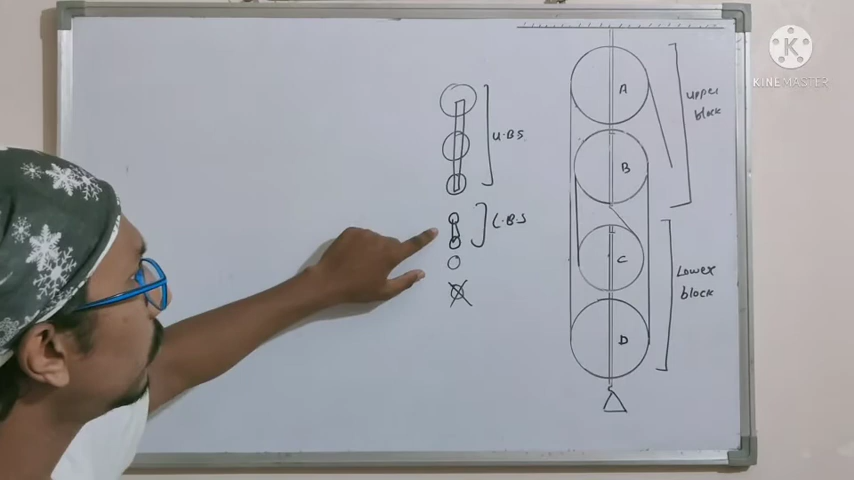 K
KINEMASTER
U.B.S
L.B.S
A
B
C
D
Upper
block
Lower
block